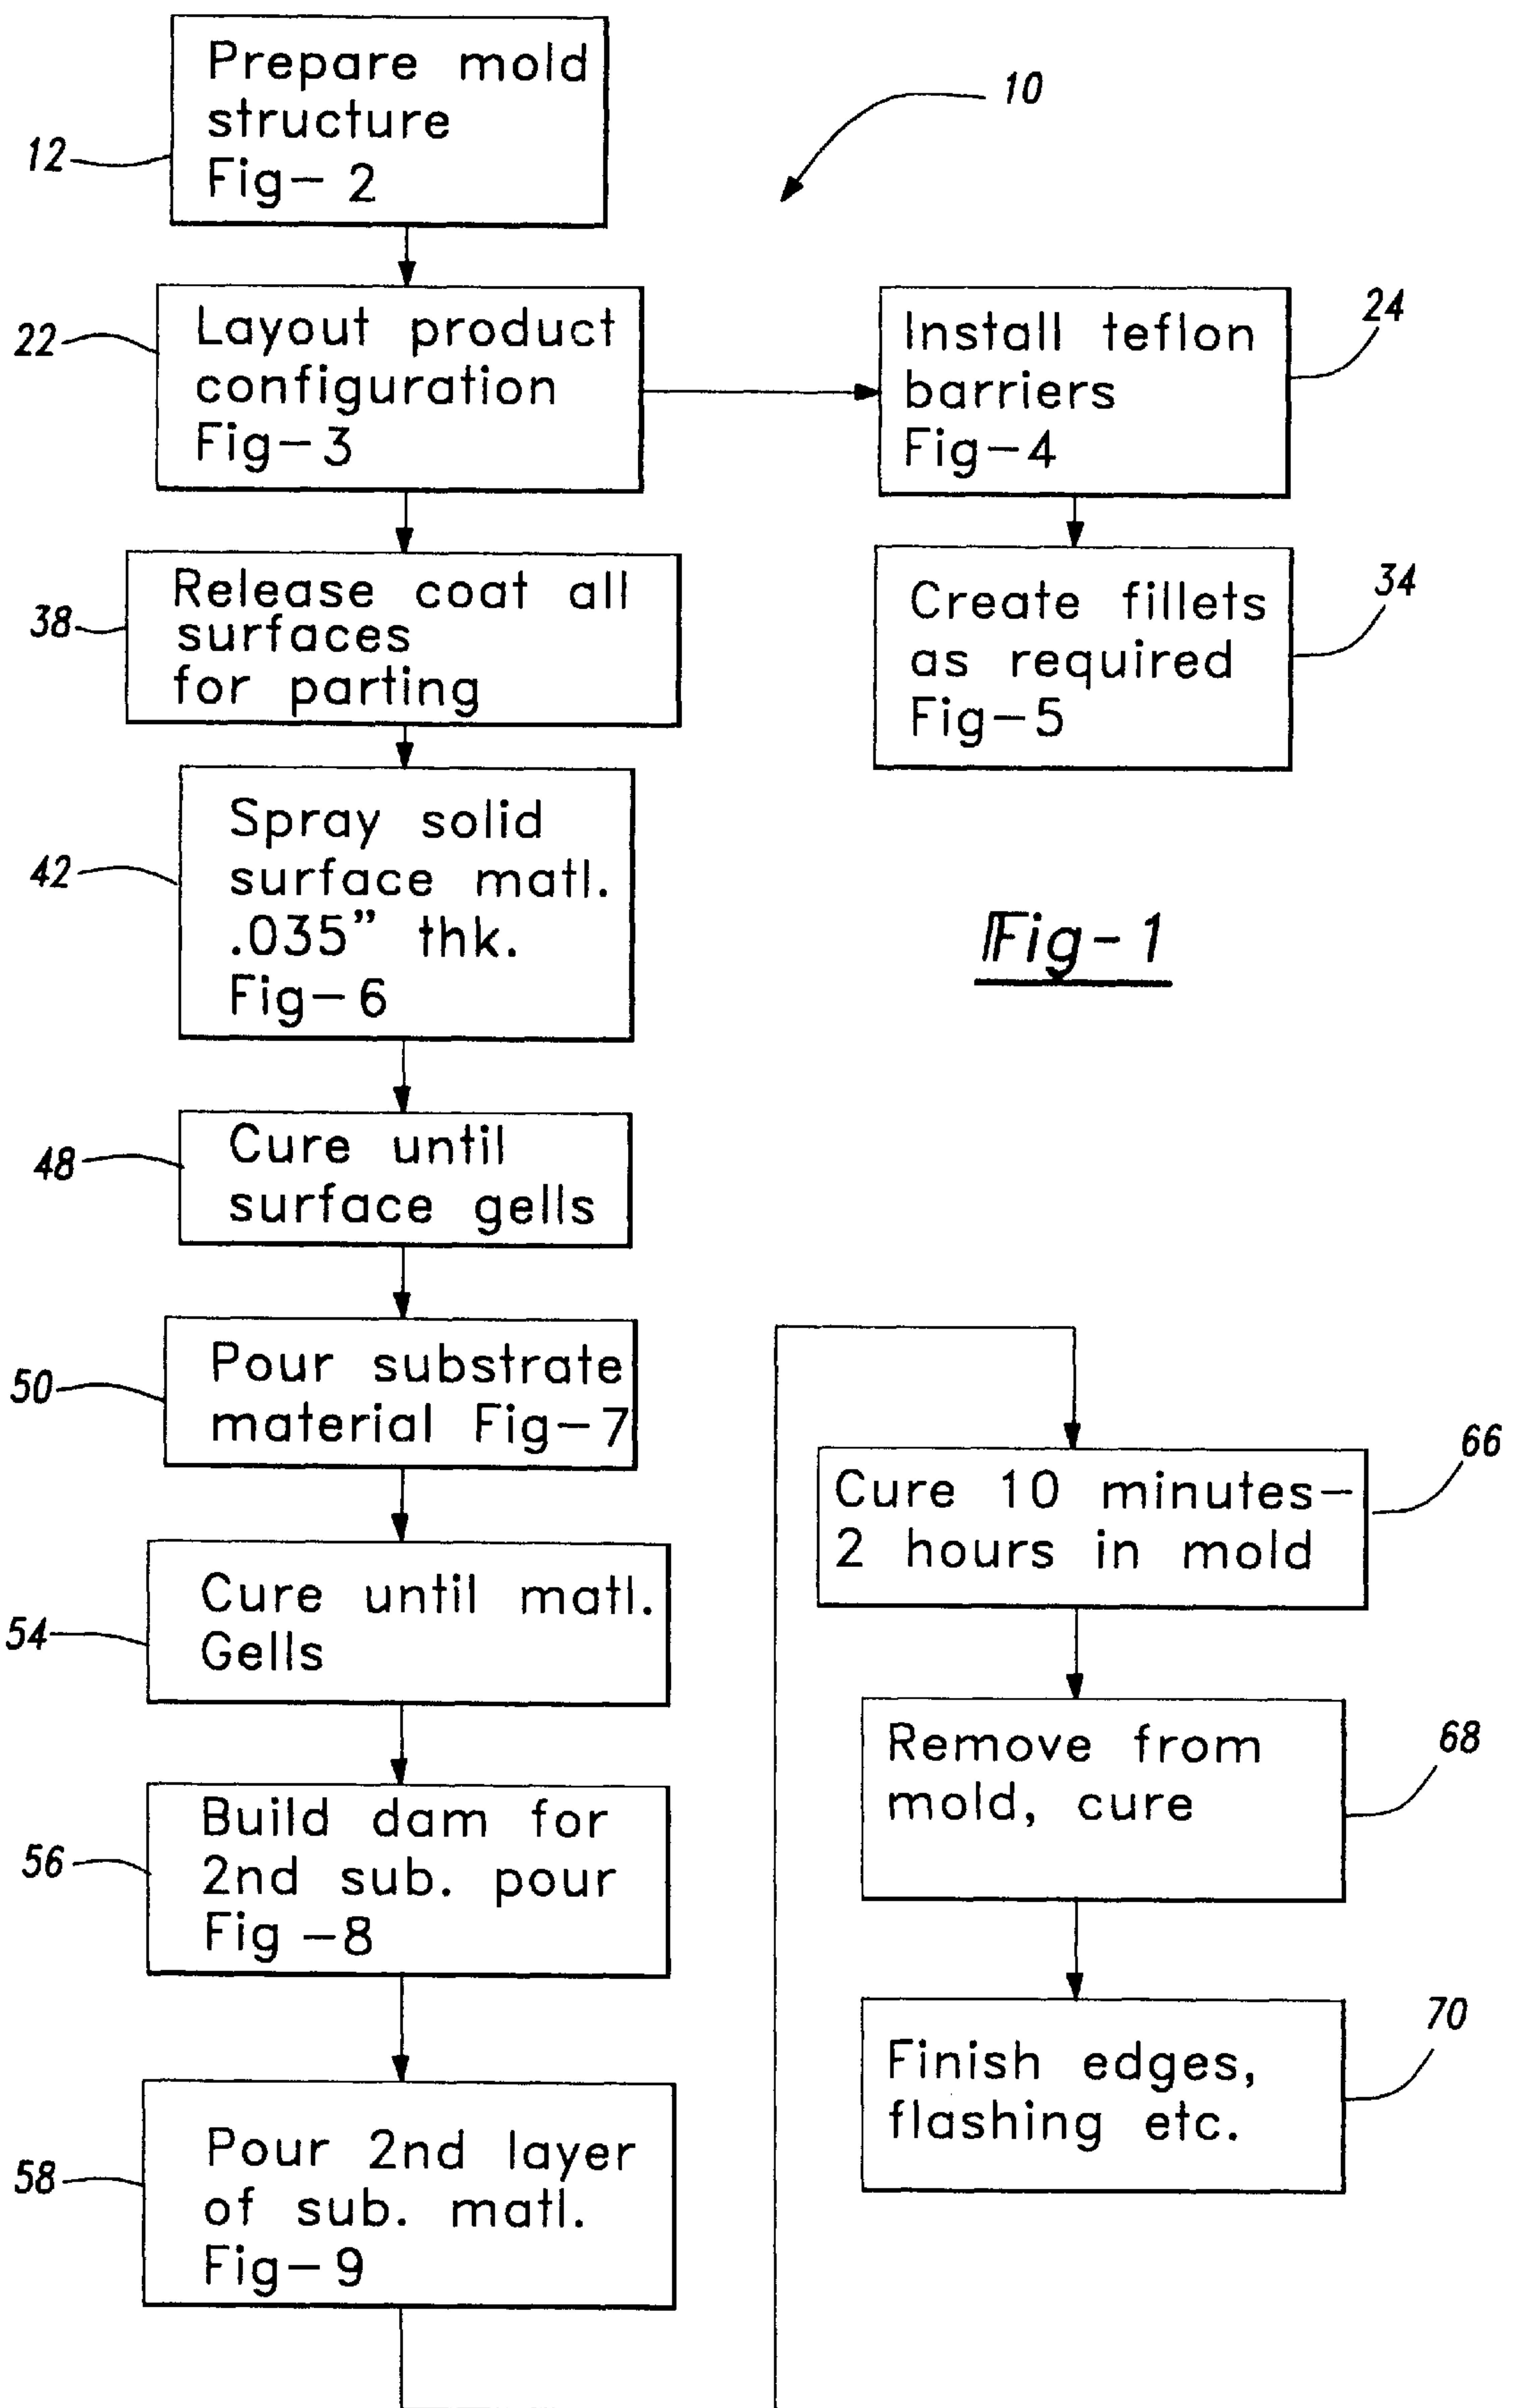 Prepare mold
structure
Fig-2
12
10
Layout product
configuration
Fig-3
22
Install teflon
barriers
Fig-4
24
Release coat all
surfaces
for parting
38
Create fillets
as required
Fig-5
34
Spray solid
surface matl.
.035” thk.
Fig-6
42
Fig-1
Cure until
surface gells
48
Pour substrate
material Fig-7
50
Cure until matl.
Gells
54
Build dam for
2nd sub. pour
Fig -8
56
Pour 2nd layer
of sub. matl.
Fig-9
58
Cure 10 minutes-
2 hours in mold
66
Remove from
mold, cure
68
Finish edges,
flashing etc.
70